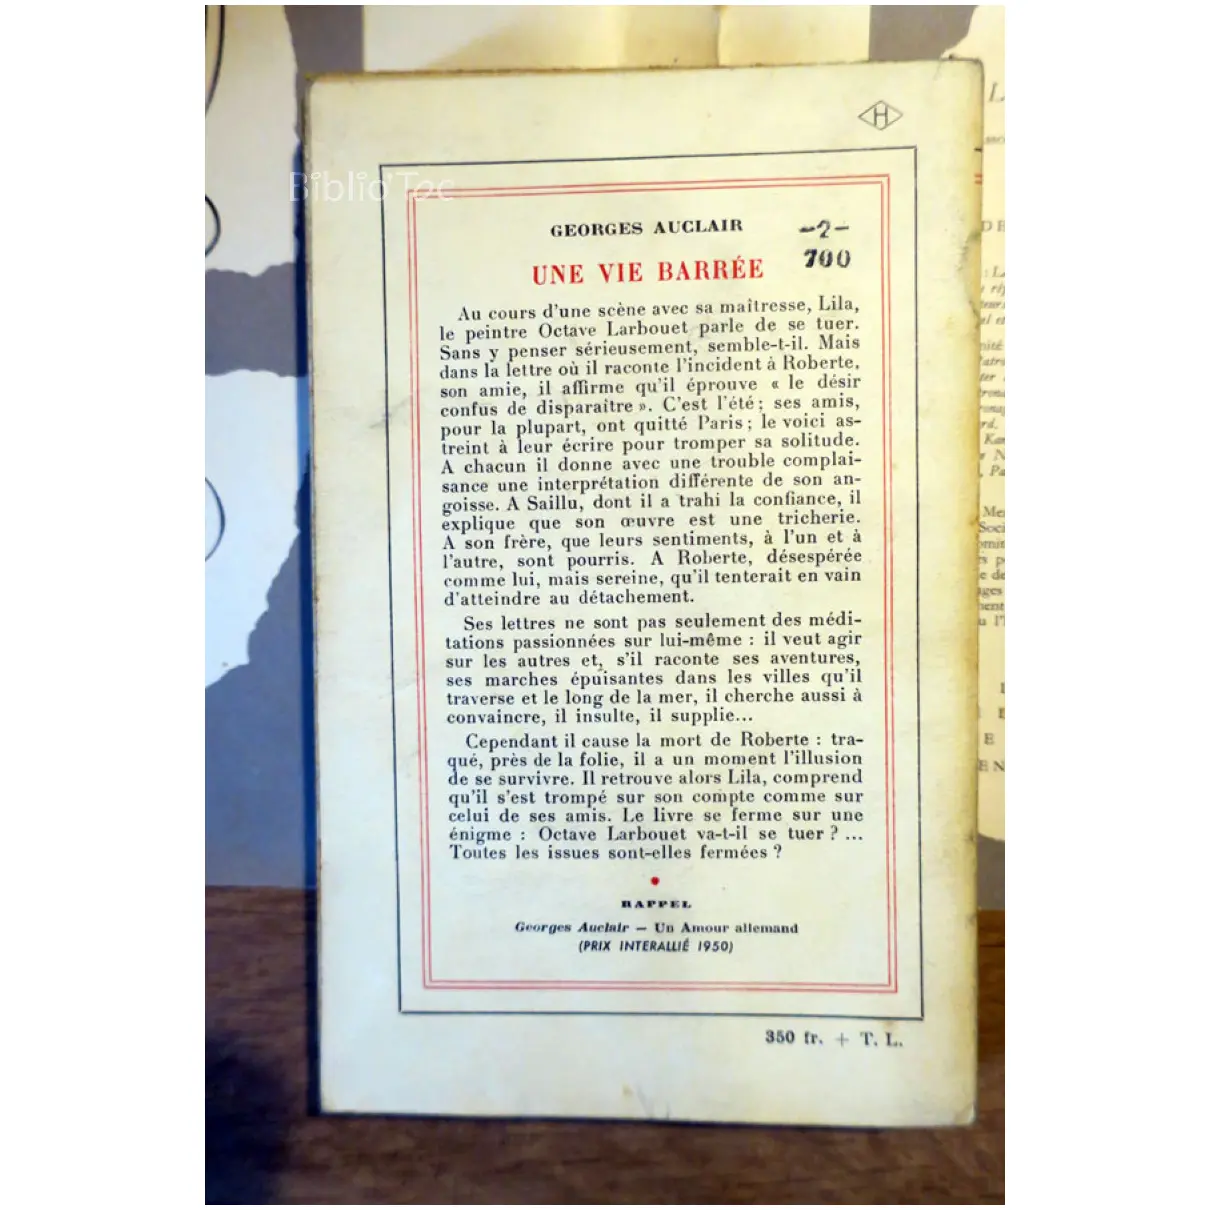 Biblio'Toc
H
GEORGES AUCLAIR
-2-
700
UNE VIE BARRÉE
Au cours d'une scène avec sa maîtresse, Lila,
le peintre Octave Larbouet parle de se tuer.
Sans y penser sérieusement, semble-t-il. Mais
dans la lettre où il raconte l'incident à Roberte,
son amie, il affirme qu'il éprouve « le désir
confus de disparaître ». C'est l'été ; ses amis,
pour la plupart, ont quitté Paris ; le voici as-
treint à leur écrire pour tromper sa solitude.
A chacun il donne avec une trouble complai-
sance une interprétation différente de son an-
goisse. A Saillu, dont il a trahi la confiance, il
explique que son œuvre est une tricherie.
A son frère, que leurs sentiments, à l'un et à
l'autre, sont pourris. A Roberte, désespérée
comme lui, mais sereine, qu'il tenterait en vain
d'atteindre au détachement.
Ses lettres ne sont pas seulement des médi-
tations passionnées sur lui-même : il veut agir
sur les autres et, s'il raconte ses aventures,
ses marches épuisantes dans les villes qu'il
traverse et le long de la mer, il cherche aussi à
convaincre, il insulte, il supplie...
Cependant il cause la mort de Roberte : tra-
qué, près de la folie, il a un moment l'illusion
de se survivre. Il retrouve alors Lila, comprend
qu'il s'est trompé sur son compte comme sur
celui de ses amis. Le livre se ferme sur une
énigme : Octave Larbouet va-t-il se tuer ? ...
Toutes les issues sont-elles fermées ?
RAPPEL
Georges Auclair — Un Amour allemand
(PRIX INTERALLIÉ 1950)
350 fr. + T. L.